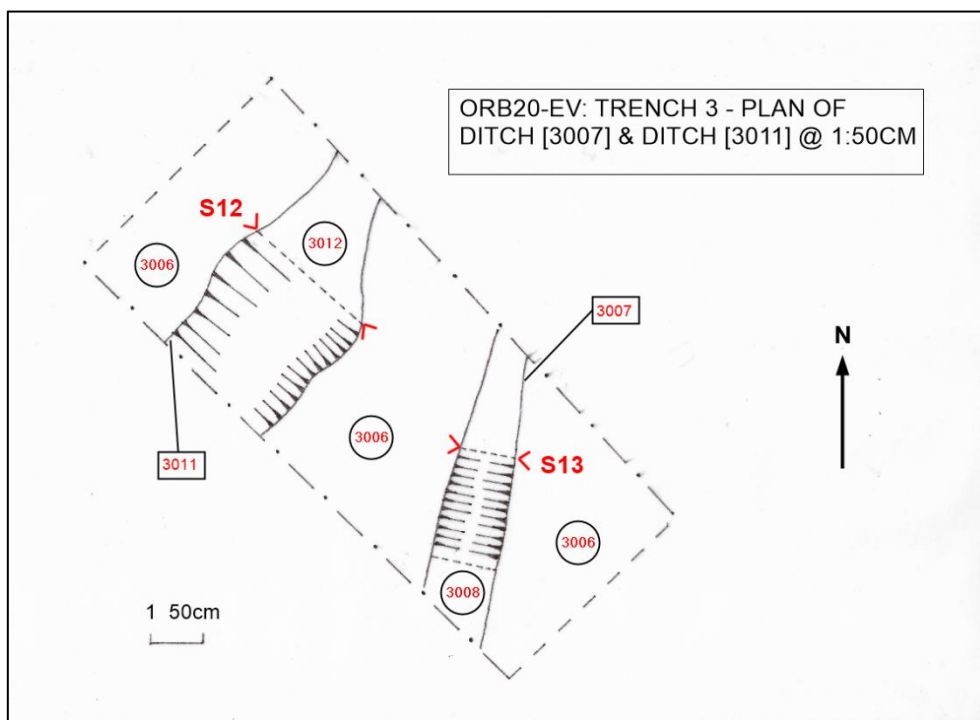 ORB20-EV: TRENCH 3 - PLAN OF
DITCH [3007] & DITCH [3011] @ 1:50CM
S12
3012
3006
3007
N
3006
3011
S13
3006
3008
1 50cm